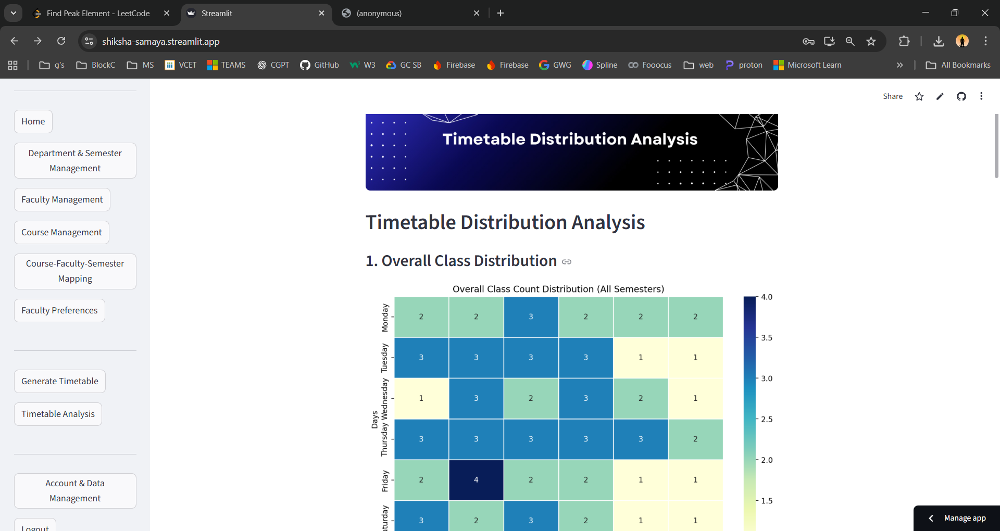 Find Peak Element - LeetCode
Streamlit
(anonymous)
shiksha-samaya.streamlit.app
g's
BlockC
MS
VCET
TEAMS
CGPT
GitHub
W3
GC SB
Firebase
Firebase
GWG
Spline
Fooocus
web
proton
Microsoft Learn
All Bookmarks
Share
Home
Department & Semester
Management
Faculty Management
Course Management
Course-Faculty-Semester
Mapping
Faculty Preferences
Generate Timetable
Timetable Analysis
Account & Data
Management
Logout
Timetable Distribution Analysis
Timetable Distribution Analysis
1. Overall Class Distribution
Overall Class Count Distribution (All Semesters)
Days
Monday 2 2 3 2 2 2
Tuesday 3 3 3 3 1 1
Wednesday 1 3 2 3 2 1
Thursday 3 3 3 3 3 2
Friday 2 4 2 2 1 1
aturday 3 2 3 2 1 1
4.0
3.5
3.0
2.5
2.0
1.5
Manage app